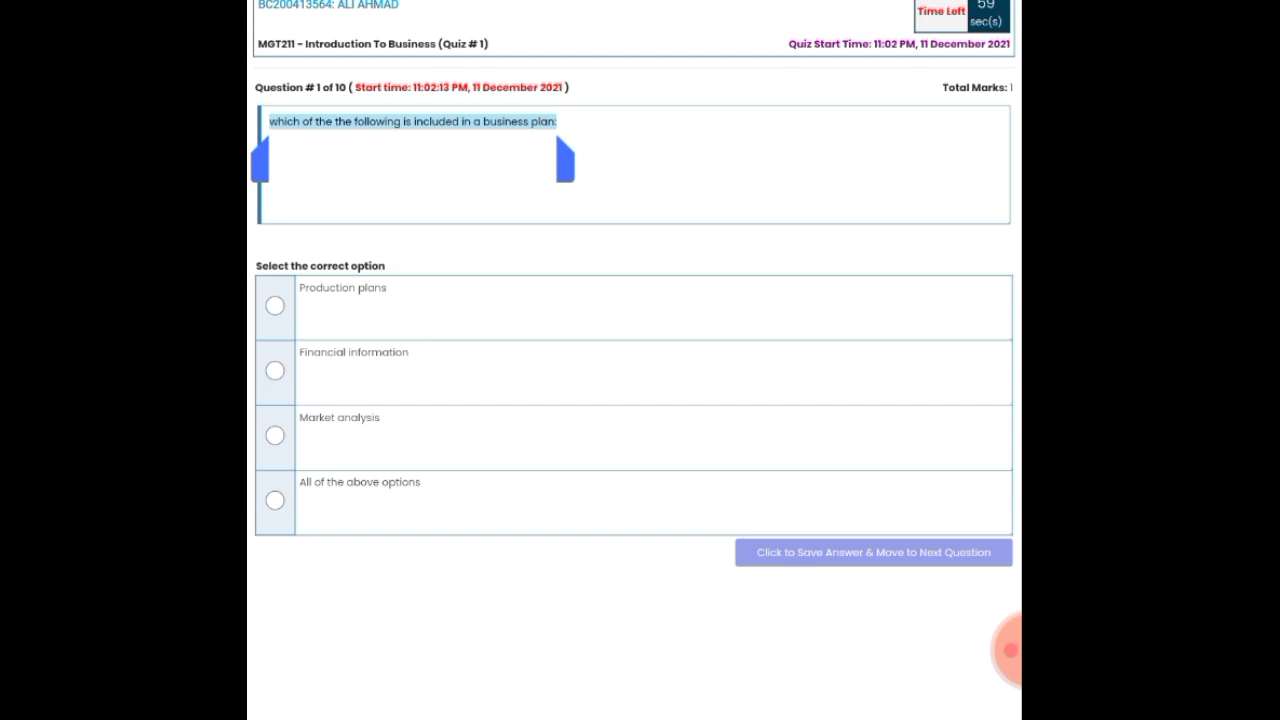 BC200413564: ALI AHMAD
59
Time Left
sec(s)
MGT211 - Introduction To Business (Quiz # 1)
Quiz Start Time: 11:02 PM, 11 December 2021
Question # 1 of 10 ( Start time: 11:02:13 PM, 11 December 2021 )
Total Marks: 1
which of the the following is included in a business plan:
Select the correct option
Production plans
Financial information
Market analysis
All of the above options
Click to Save Answer & Move to Next Question